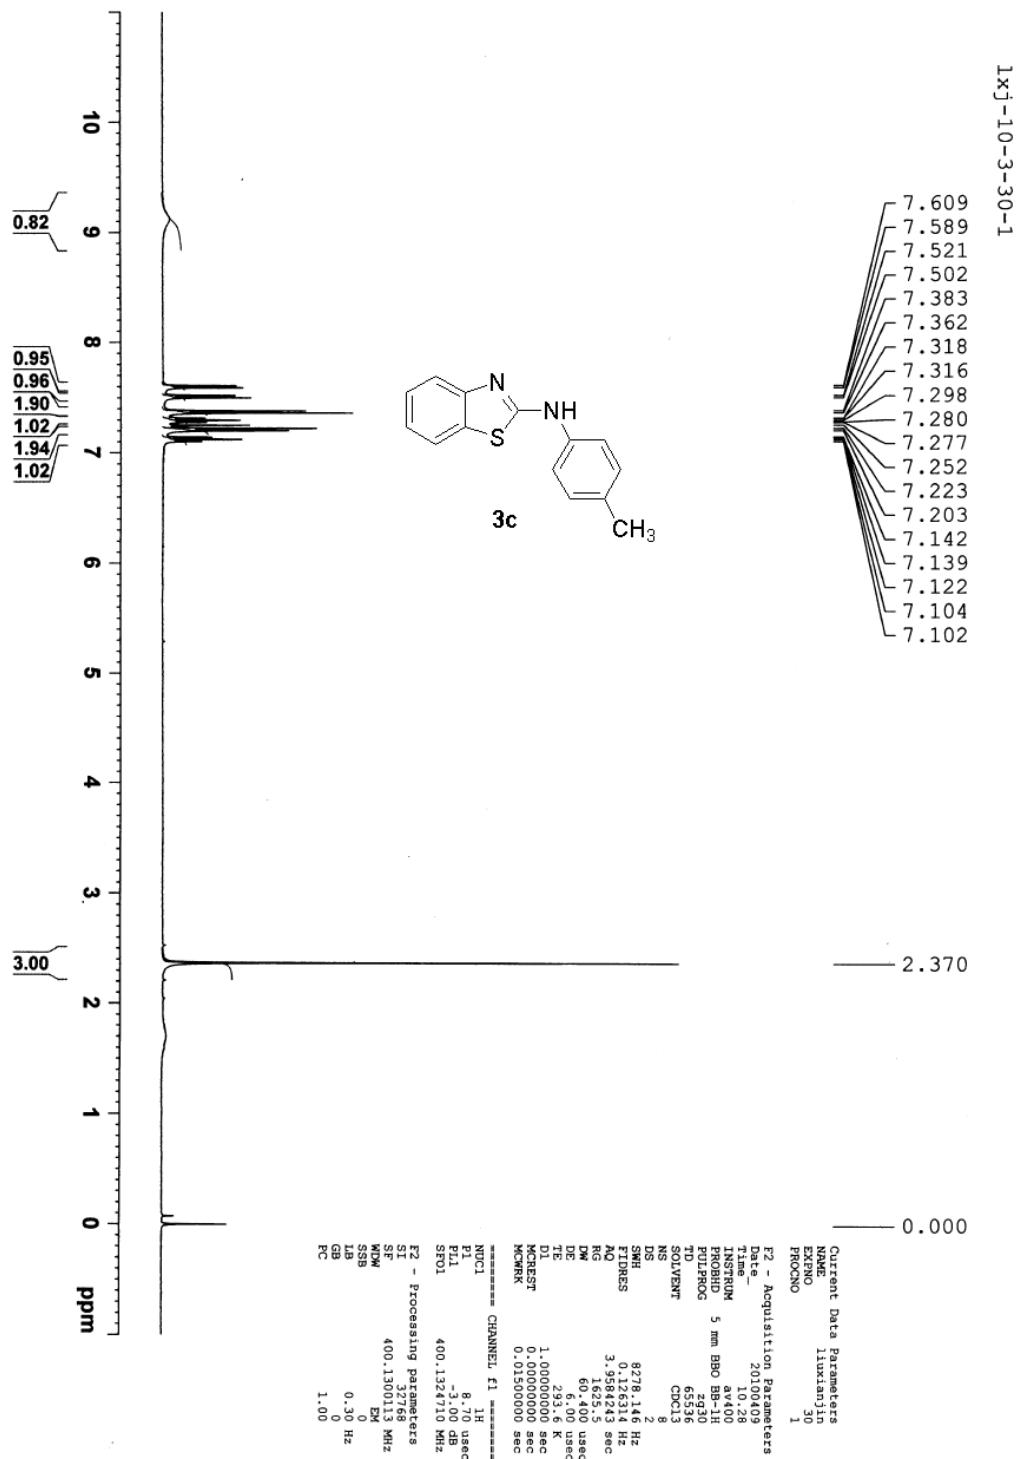 lxj-10-3-30-1
7.609
7.589
7.521
7.502
7.383
7.362
7.318
7.316
7.298
7.280
7.277
7.252
7.223
7.203
7.142
7.139
7.122
7.104
7.102
2.370
0.000
N
NH
S
CH3
3c
10
9
8
7
6
5
4
3
2
1
0
ppm
0.82
0.95
0.96
1.90
1.02
1.94
1.02
3.00
Current Data Parameters
NAME liuxianjin
EXPNO 30
PROCNO 1
F2 - Acquisition Parameters
Date_ 20100409
Time 10.28
INSTRUM av400
PROBHD 5 mm BBO BB-1H
PULPROG zg30
TD 65536
SOLVENT CDCl3
NS 8
DS 2
SWH 8278.146 Hz
FIDRES 0.126314 Hz
AQ 3.9584243 sec
RG 1625.5
DW 60.400 usec
DE 6.00 usec
TE 293.6 K
D1 1.00000000 sec
MCREST 0.00000000 sec
MCWRK 0.01500000 sec
======== CHANNEL f1 ========
NUC1 1H
P1 8.70 usec
PL1 -3.00 dB
SFO1 400.1324710 MHz
F2 - Processing parameters
SI 32768
SF 400.1300113 MHz
WDW EM
SSB 0
LB 0.30 Hz
GB 0
PC 1.00